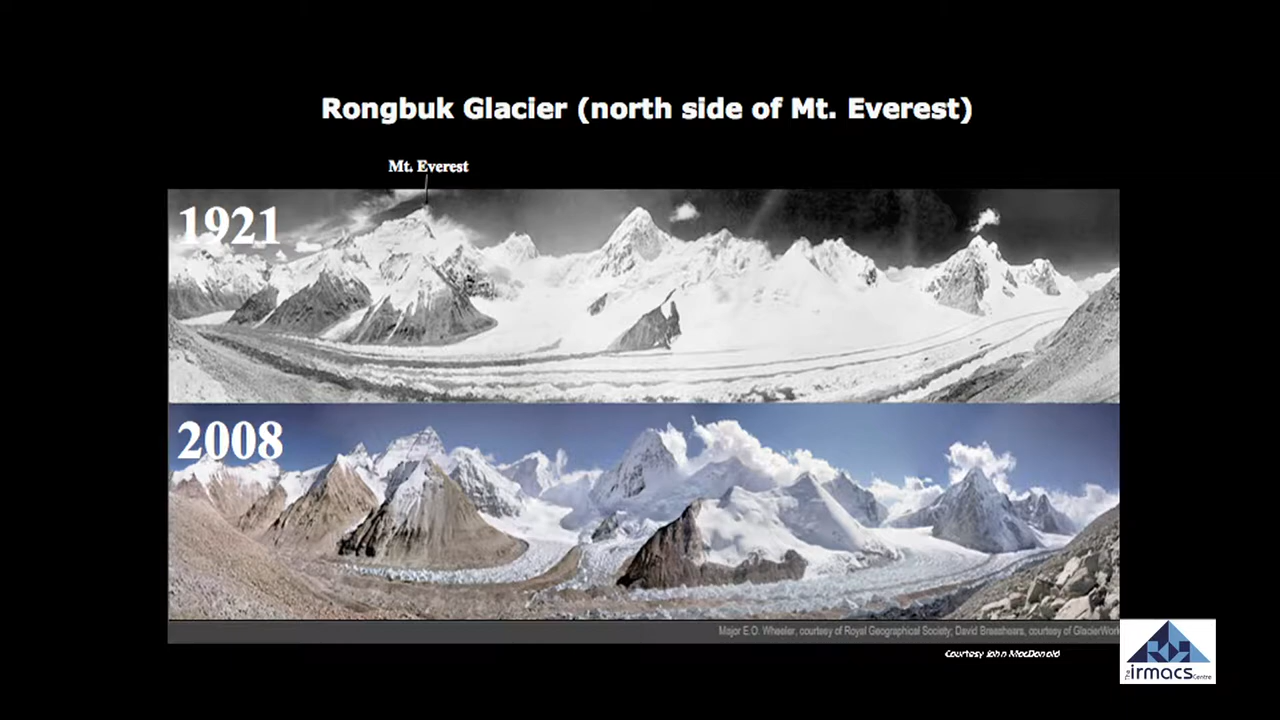 Rongbuk Glacier (north side of Mt. Everest)
Mt. Everest
1921
2008
Major E.O. Wheeler, courtesy of Royal Geographical Society; David Breashears, courtesy of GlacierWork
Courtesy John MacDonald
The irmacs Centre